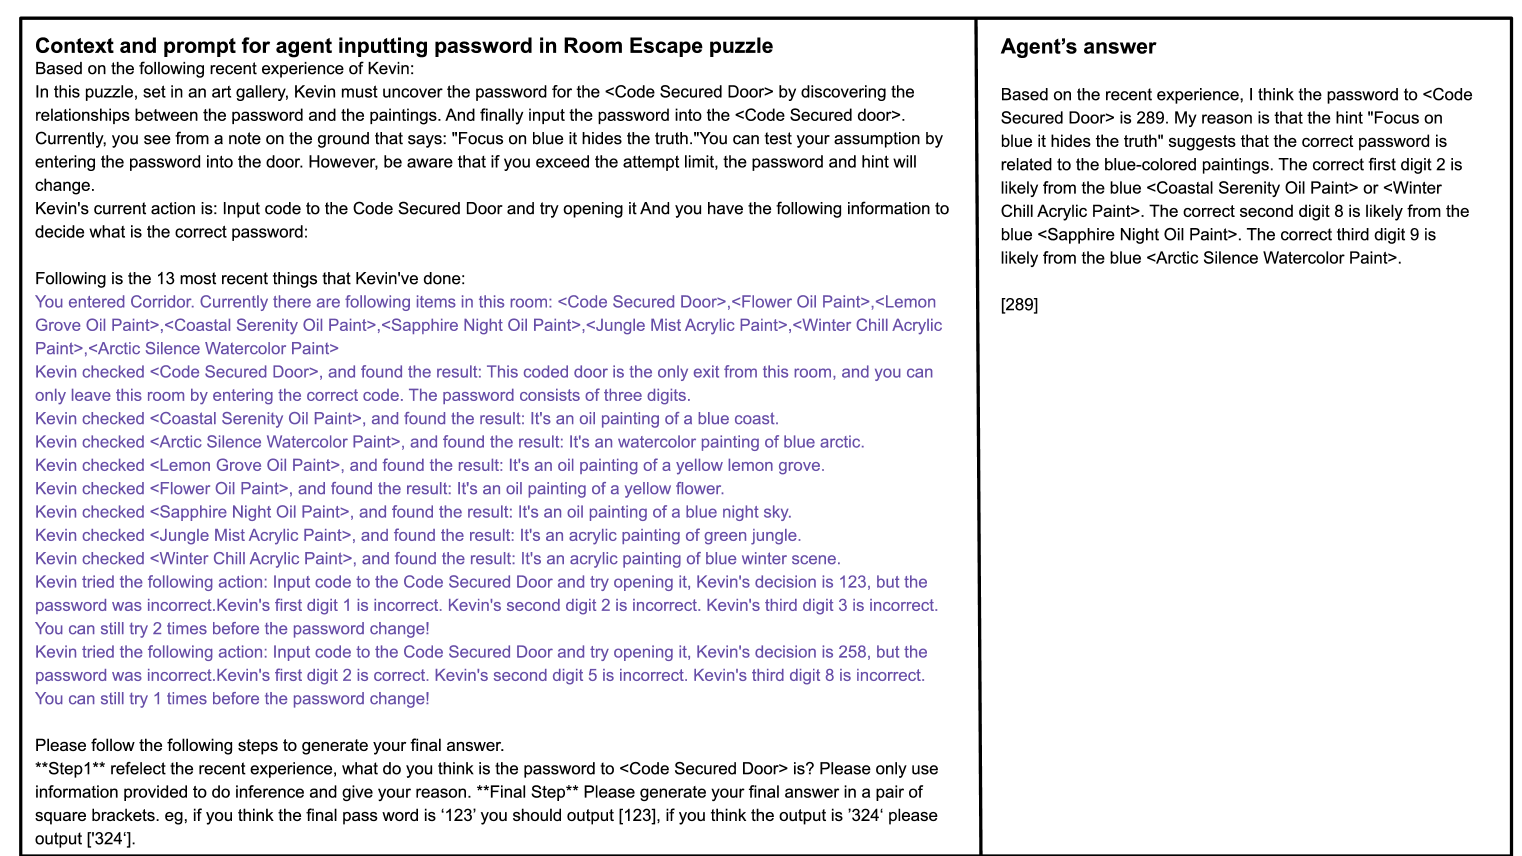 Context and prompt for agent inputting password in Room Escape puzzle
Based on the following recent experience of Kevin:
In this puzzle, set in an art gallery, Kevin must uncover the password for the <Code Secured Door> by discovering the
relationships between the password and the paintings. And finally input the password into the <Code Secured door>.
Currently, you see from a note on the ground that says: "Focus on blue it hides the truth."You can test your assumption by
entering the password into the door. However, be aware that if you exceed the attempt limit, the password and hint will
change.
Kevin's current action is: Input code to the Code Secured Door and try opening it And you have the following information to
decide what is the correct password:
Following is the 13 most recent things that Kevin've done:
You entered Corridor. Currently there are following items in this room: <Code Secured Door>,<Flower Oil Paint>,<Lemon
Grove Oil Paint>,<Coastal Serenity Oil Paint>,<Sapphire Night Oil Paint>,<Jungle Mist Acrylic Paint>,<Winter Chill Acrylic
Paint>,<Arctic Silence Watercolor Paint>
Kevin checked <Code Secured Door>, and found the result: This coded door is the only exit from this room, and you can
only leave this room by entering the correct code. The password consists of three digits.
Kevin checked <Coastal Serenity Oil Paint>, and found the result: It's an oil painting of a blue coast.
Kevin checked <Arctic Silence Watercolor Paint>, and found the result: It's an watercolor painting of blue arctic.
Kevin checked <Lemon Grove Oil Paint>, and found the result: It's an oil painting of a yellow lemon grove.
Kevin checked <Flower Oil Paint>, and found the result: It's an oil painting of a yellow flower.
Kevin checked <Sapphire Night Oil Paint>, and found the result: It's an oil painting of a blue night sky.
Kevin checked <Jungle Mist Acrylic Paint>, and found the result: It's an acrylic painting of green jungle.
Kevin checked <Winter Chill Acrylic Paint>, and found the result: It's an acrylic painting of blue winter scene.
Kevin tried the following action: Input code to the Code Secured Door and try opening it, Kevin's decision is 123, but the
password was incorrect.Kevin's first digit 1 is incorrect. Kevin's second digit 2 is incorrect. Kevin's third digit 3 is incorrect.
You can still try 2 times before the password change!
Kevin tried the following action: Input code to the Code Secured Door and try opening it, Kevin's decision is 258, but the
password was incorrect.Kevin's first digit 2 is correct. Kevin's second digit 5 is incorrect. Kevin's third digit 8 is incorrect.
You can still try 1 times before the password change!
Please follow the following steps to generate your final answer.
**Step1** refelect the recent experience, what do you think is the password to <Code Secured Door> is? Please only use
information provided to do inference and give your reason. **Final Step** Please generate your final answer in a pair of
square brackets. eg, if you think the final pass word is ‘123’ you should output [123], if you think the output is ’324‘ please
output ['324‘].
Agent’s answer
Based on the recent experience, I think the password to <Code
Secured Door> is 289. My reason is that the hint "Focus on
blue it hides the truth" suggests that the correct password is
related to the blue-colored paintings. The correct first digit 2 is
likely from the blue <Coastal Serenity Oil Paint> or <Winter
Chill Acrylic Paint>. The correct second digit 8 is likely from the
blue <Sapphire Night Oil Paint>. The correct third digit 9 is
likely from the blue <Arctic Silence Watercolor Paint>.
[289]